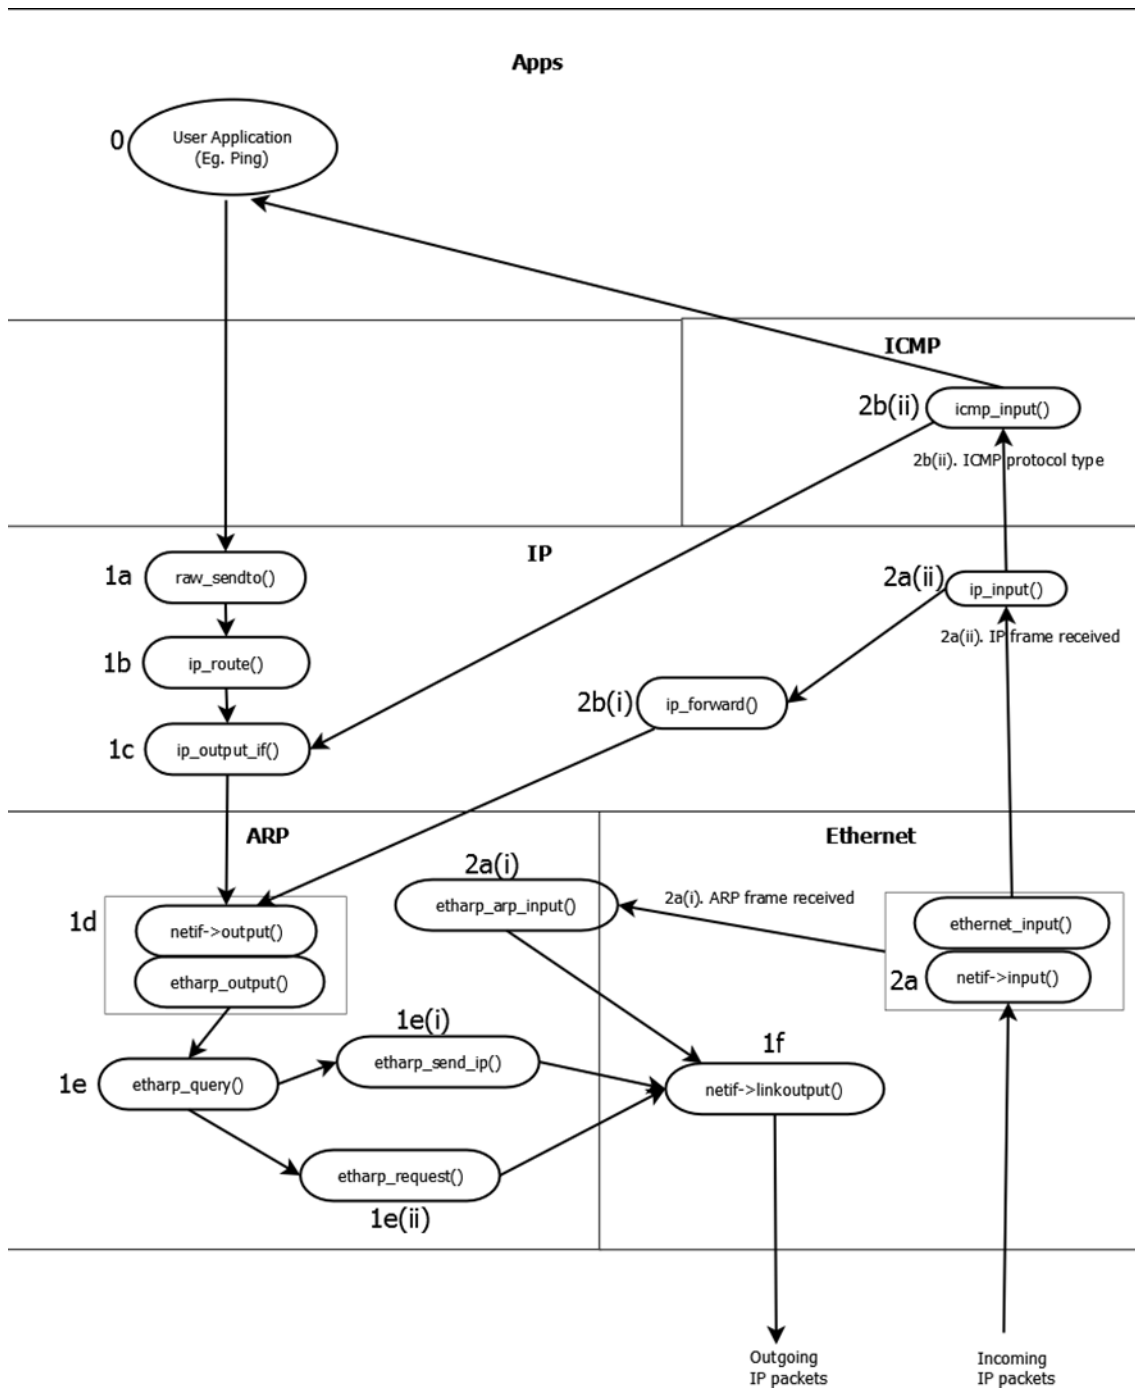 Apps
0
User Application
(Eg. Ping)
ICMP
2b(ii)
icmp_input()
2b(ii). ICMP protocol type
IP
1a
raw_sendto()
2a(ii)
ip_input()
2a(ii). IP frame received
1b
ip_route()
2b(i)
ip_forward()
1c
ip_output_if()
ARP
Ethernet
2a(i)
etharp_arp_input()
2a(i). ARP frame received
1d
netif->output()
etharp_output()
ethernet_input()
2a
netif->input()
1e(i)
etharp_send_ip()
1e
etharp_query()
1f
netif->linkoutput()
etharp_request()
1e(ii)
Outgoing
IP packets
Incoming
IP packets